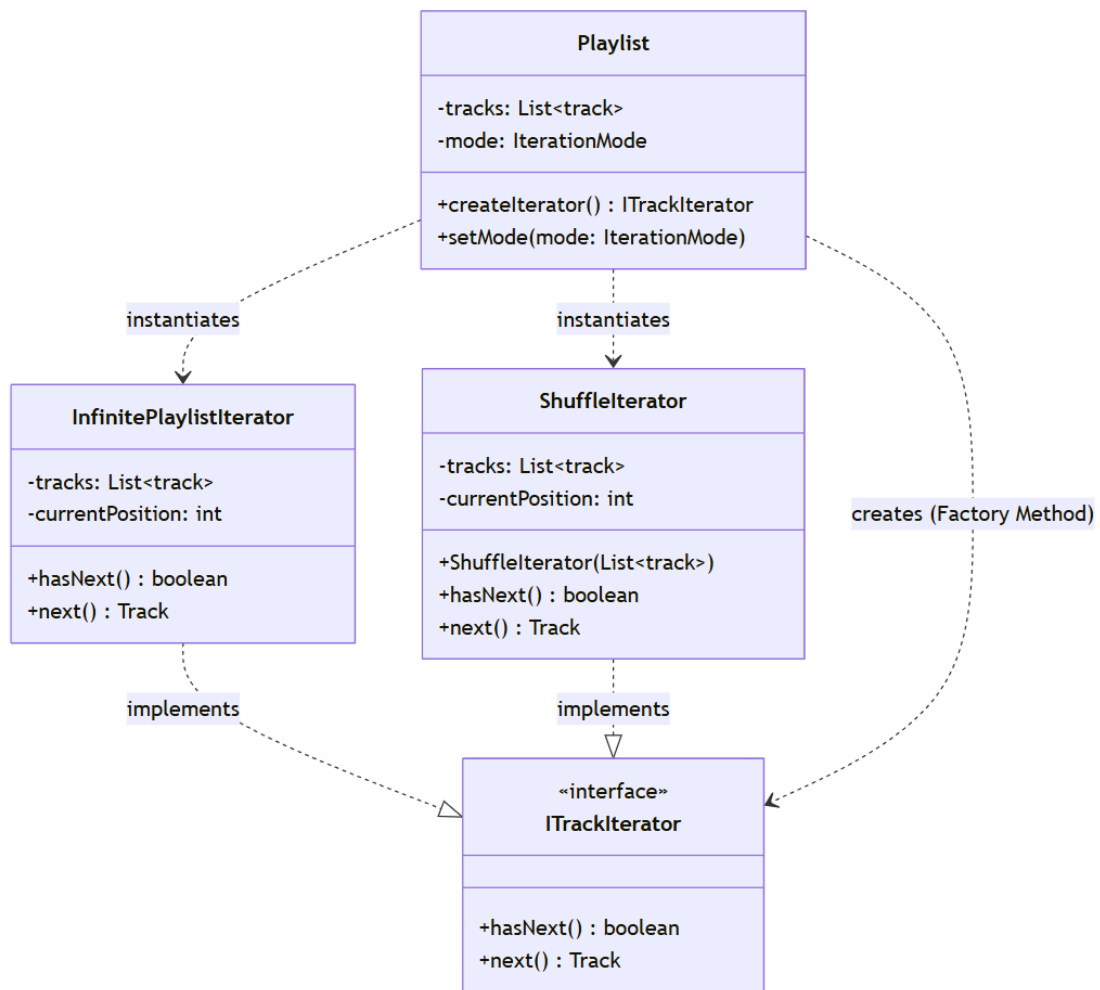 Playlist
-tracks: List<track>
-mode: IterationMode
+createIterator() : ITrackIterator
+setMode(mode: IterationMode)
instantiates
instantiates
InfinitePlaylistIterator
-tracks: List<track>
-currentPosition: int
+hasNext() : boolean
+next() : Track
ShuffleIterator
-tracks: List<track>
-currentPosition: int
+ShuffleIterator(List<track>)
+hasNext() : boolean
+next() : Track
creates (Factory Method)
implements
implements
«interface»
ITrackIterator
+hasNext() : boolean
+next() : Track